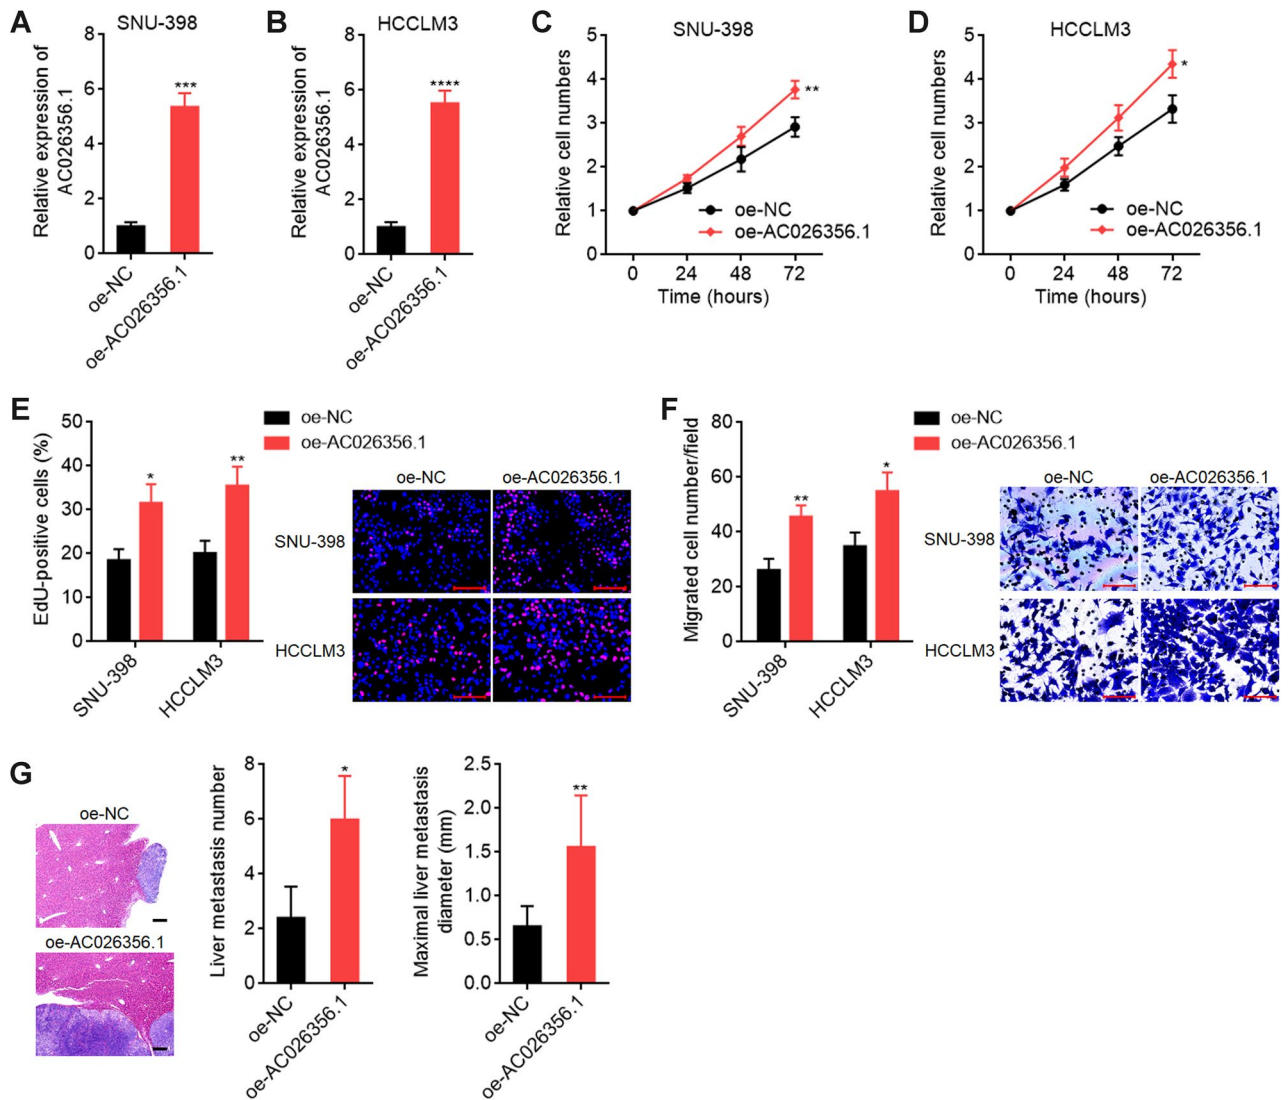 A
SNU-398
Relative expression of
AC026356.1
8
6
4
2
0
***
oe-NC
oe-AC026356.1
B
HCCLM3
Relative expression of
AC026356.1
8
6
4
2
0
****
oe-NC
oe-AC026356.1
C
SNU-398
Relative cell numbers
5
4
3
2
1
0
**
oe-NC
oe-AC026356.1
0 24 48 72
Time (hours)
D
HCCLM3
Relative cell numbers
5
4
3
2
1
0
*
oe-NC
oe-AC026356.1
0 24 48 72
Time (hours)
E
EdU-positive cells (%)
50
40
30
20
10
0
* **
SNU-398
HCCLM3
oe-NC
oe-AC026356.1
oe-NC oe-AC026356.1
SNU-398
HCCLM3
F
Migrated cell number/field
80
60
40
20
0
** *
SNU-398
HCCLM3
oe-NC
oe-AC026356.1
oe-NC oe-AC026356.1
SNU-398
HCCLM3
G
oe-NC
oe-AC026356.1
Liver metastasis number
8
6
4
2
0
*
oe-NC
oe-AC026356.1
Maximal liver metastasis
diameter (mm)
2.5
2.0
1.5
1.0
0.5
0.0
**
oe-NC
oe-AC026356.1